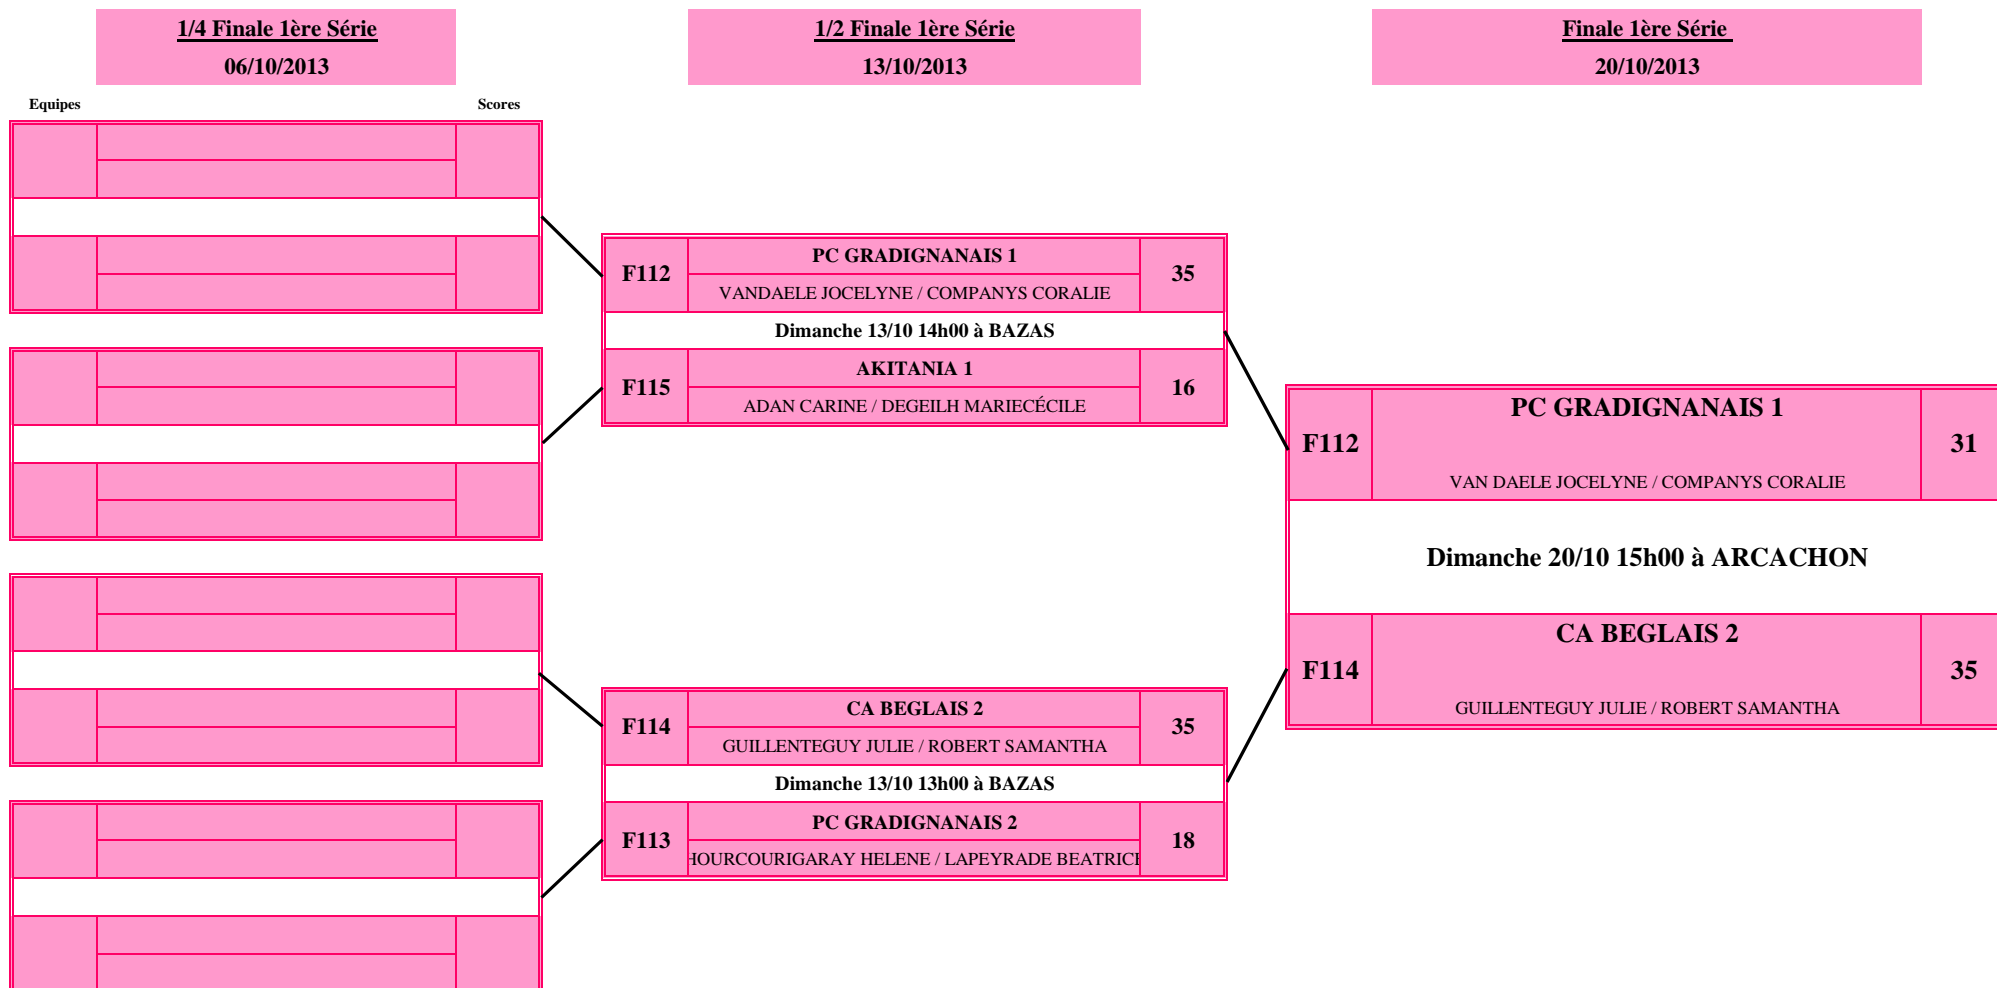 1/4 Finale 1ère Série
06/10/2013
1/2 Finale 1ère Série
13/10/2013
Finale 1ère Série
20/10/2013
Equipes
Scores
F112
PC GRADIGNANAIS 1
VANDAELE JOCELYNE / COMPANYS CORALIE
35
Dimanche 13/10 14h00 à BAZAS
F115
AKITANIA 1
ADAN CARINE / DEGEILH MARIECÉCILE
16
F114
CA BEGLAIS 2
GUILLENTEGUY JULIE / ROBERT SAMANTHA
35
Dimanche 13/10 13h00 à BAZAS
F113
PC GRADIGNANAIS 2
HOURCOURIGARAY HELENE / LAPEYRADE BEATRICE
18
F112
PC GRADIGNANAIS 1
VAN DAELE JOCELYNE / COMPANYS CORALIE
31
Dimanche 20/10 15h00 à ARCACHON
F114
CA BEGLAIS 2
GUILLENTEGUY JULIE / ROBERT SAMANTHA
35